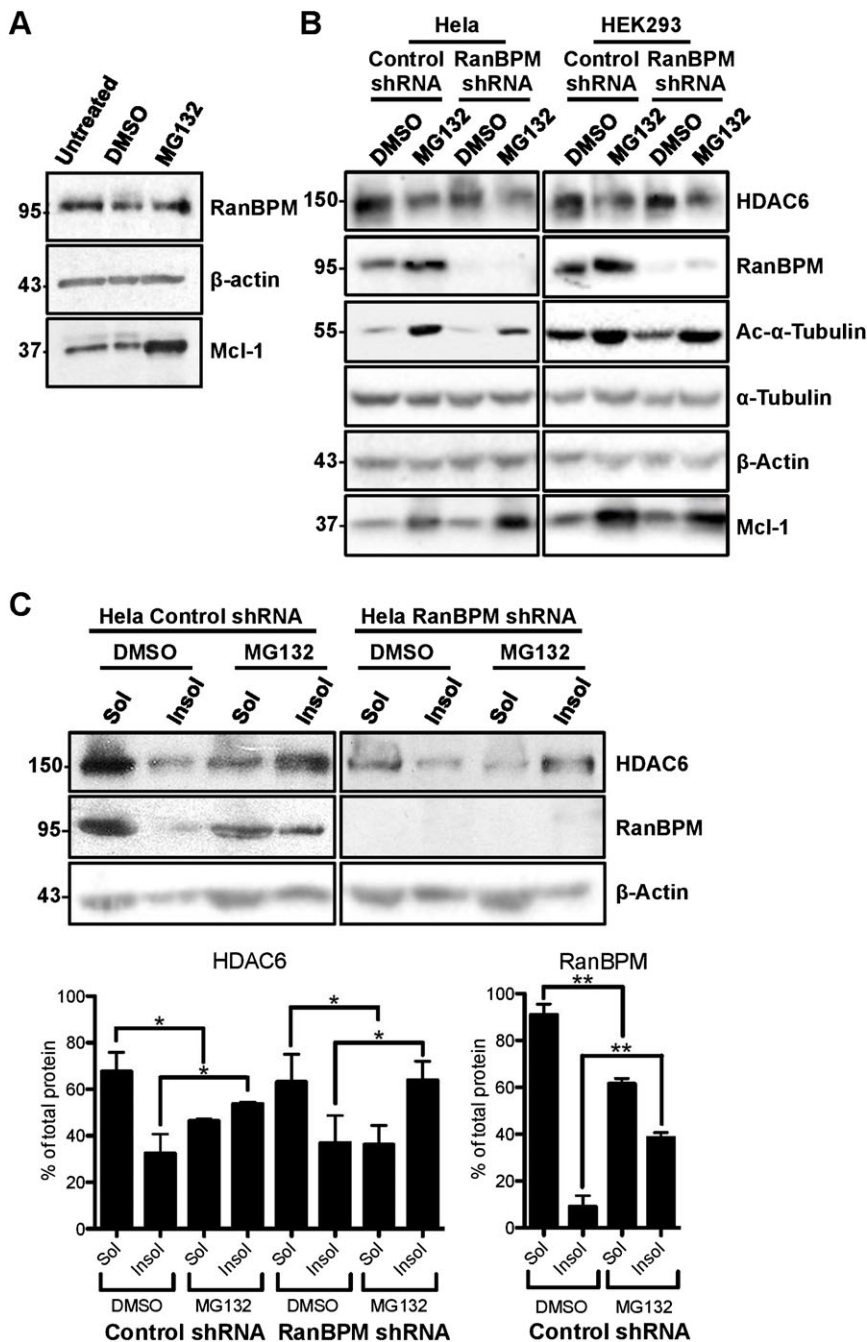 A
Untreated DMSO MG132
95 RanBPM
43 β-actin
37 Mcl-1
B
Hela HEK293
Control shRNA RanBPM shRNA Control shRNA RanBPM shRNA
DMSO MG132 DMSO MG132 DMSO MG132 DMSO MG132
150 HDAC6
95 RanBPM
55 Ac-α-Tubulin
α-Tubulin
43 β-Actin
37 Mcl-1
C
Hela Control shRNA Hela RanBPM shRNA
DMSO MG132 DMSO MG132
Sol Insol Sol Insol Sol Insol Sol Insol
150 HDAC6
95 RanBPM
43 β-Actin
HDAC6
% of total protein
100
80
60
40
20
0
* * * *
Sol Insol Sol Insol Sol Insol Sol Insol
DMSO MG132 DMSO MG132
Control shRNA RanBPM shRNA
RanBPM
% of total protein
100
80
60
40
20
0
** **
Sol Insol Sol Insol
DMSO MG132
Control shRNA